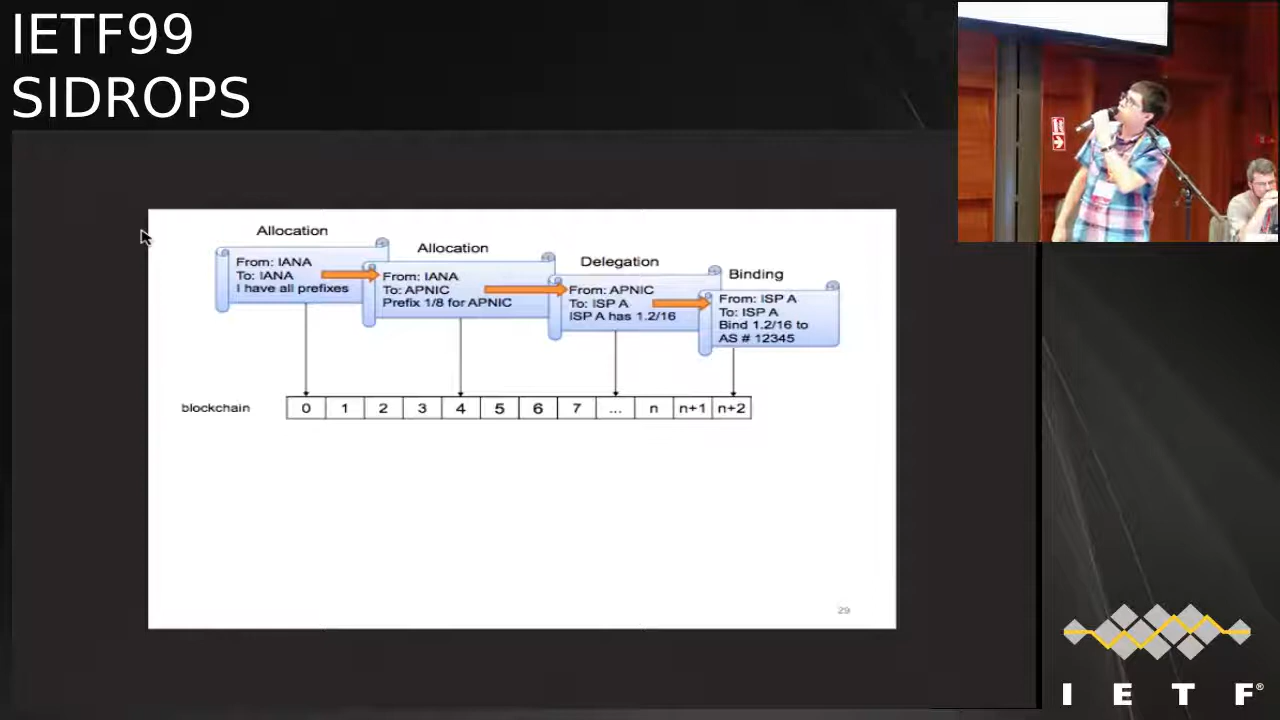 IETF99
SIDROPS
Allocation
From: IANA
To: IANA
I have all prefixes
Allocation
From: IANA
To: APNIC
Prefix 1/8 for APNIC
Delegation
From: APNIC
To: ISP A
ISP A has 1.2/16
Binding
From: ISP A
To: ISP A
Bind 1.2/16 to
AS # 12345
blockchain
0 1 2 3 4 5 6 7 ... n n+1 n+2
29
I E T F®